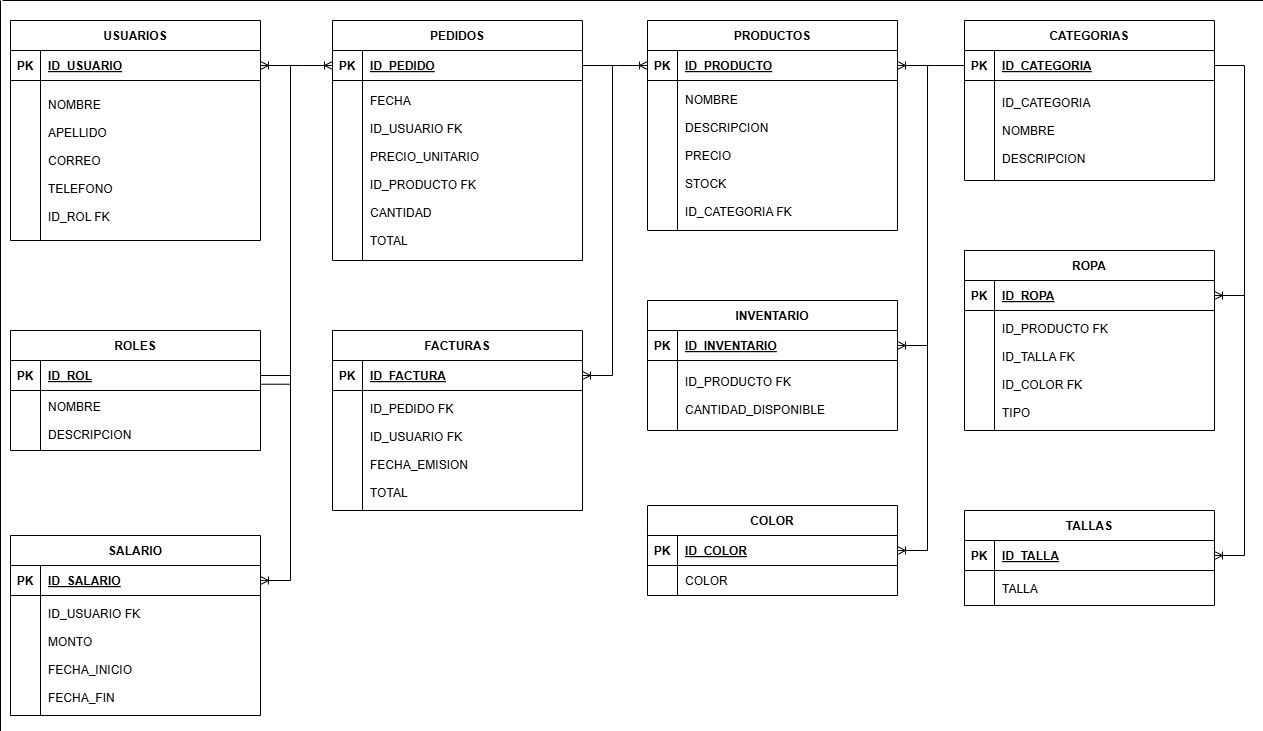 USUARIOS
PK ID_USUARIO
NOMBRE
APELLIDO
CORREO
TELEFONO
ID_ROL FK
PEDIDOS
PK ID_PEDIDO
FECHA
ID_USUARIO FK
PRECIO_UNITARIO
ID_PRODUCTO FK
CANTIDAD
TOTAL
PRODUCTOS
PK ID_PRODUCTO
NOMBRE
DESCRIPCION
PRECIO
STOCK
ID_CATEGORIA FK
CATEGORIAS
PK ID_CATEGORIA
ID_CATEGORIA
NOMBRE
DESCRIPCION
ROLES
PK ID_ROL
NOMBRE
DESCRIPCION
FACTURAS
PK ID_FACTURA
ID_PEDIDO FK
ID_USUARIO FK
FECHA_EMISION
TOTAL
INVENTARIO
PK ID_INVENTARIO
ID_PRODUCTO FK
CANTIDAD_DISPONIBLE
ROPA
PK ID_ROPA
ID_PRODUCTO FK
ID_TALLA FK
ID_COLOR FK
TIPO
SALARIO
PK ID_SALARIO
ID_USUARIO FK
MONTO
FECHA_INICIO
FECHA_FIN
COLOR
PK ID_COLOR
COLOR
TALLAS
PK ID_TALLA
TALLA